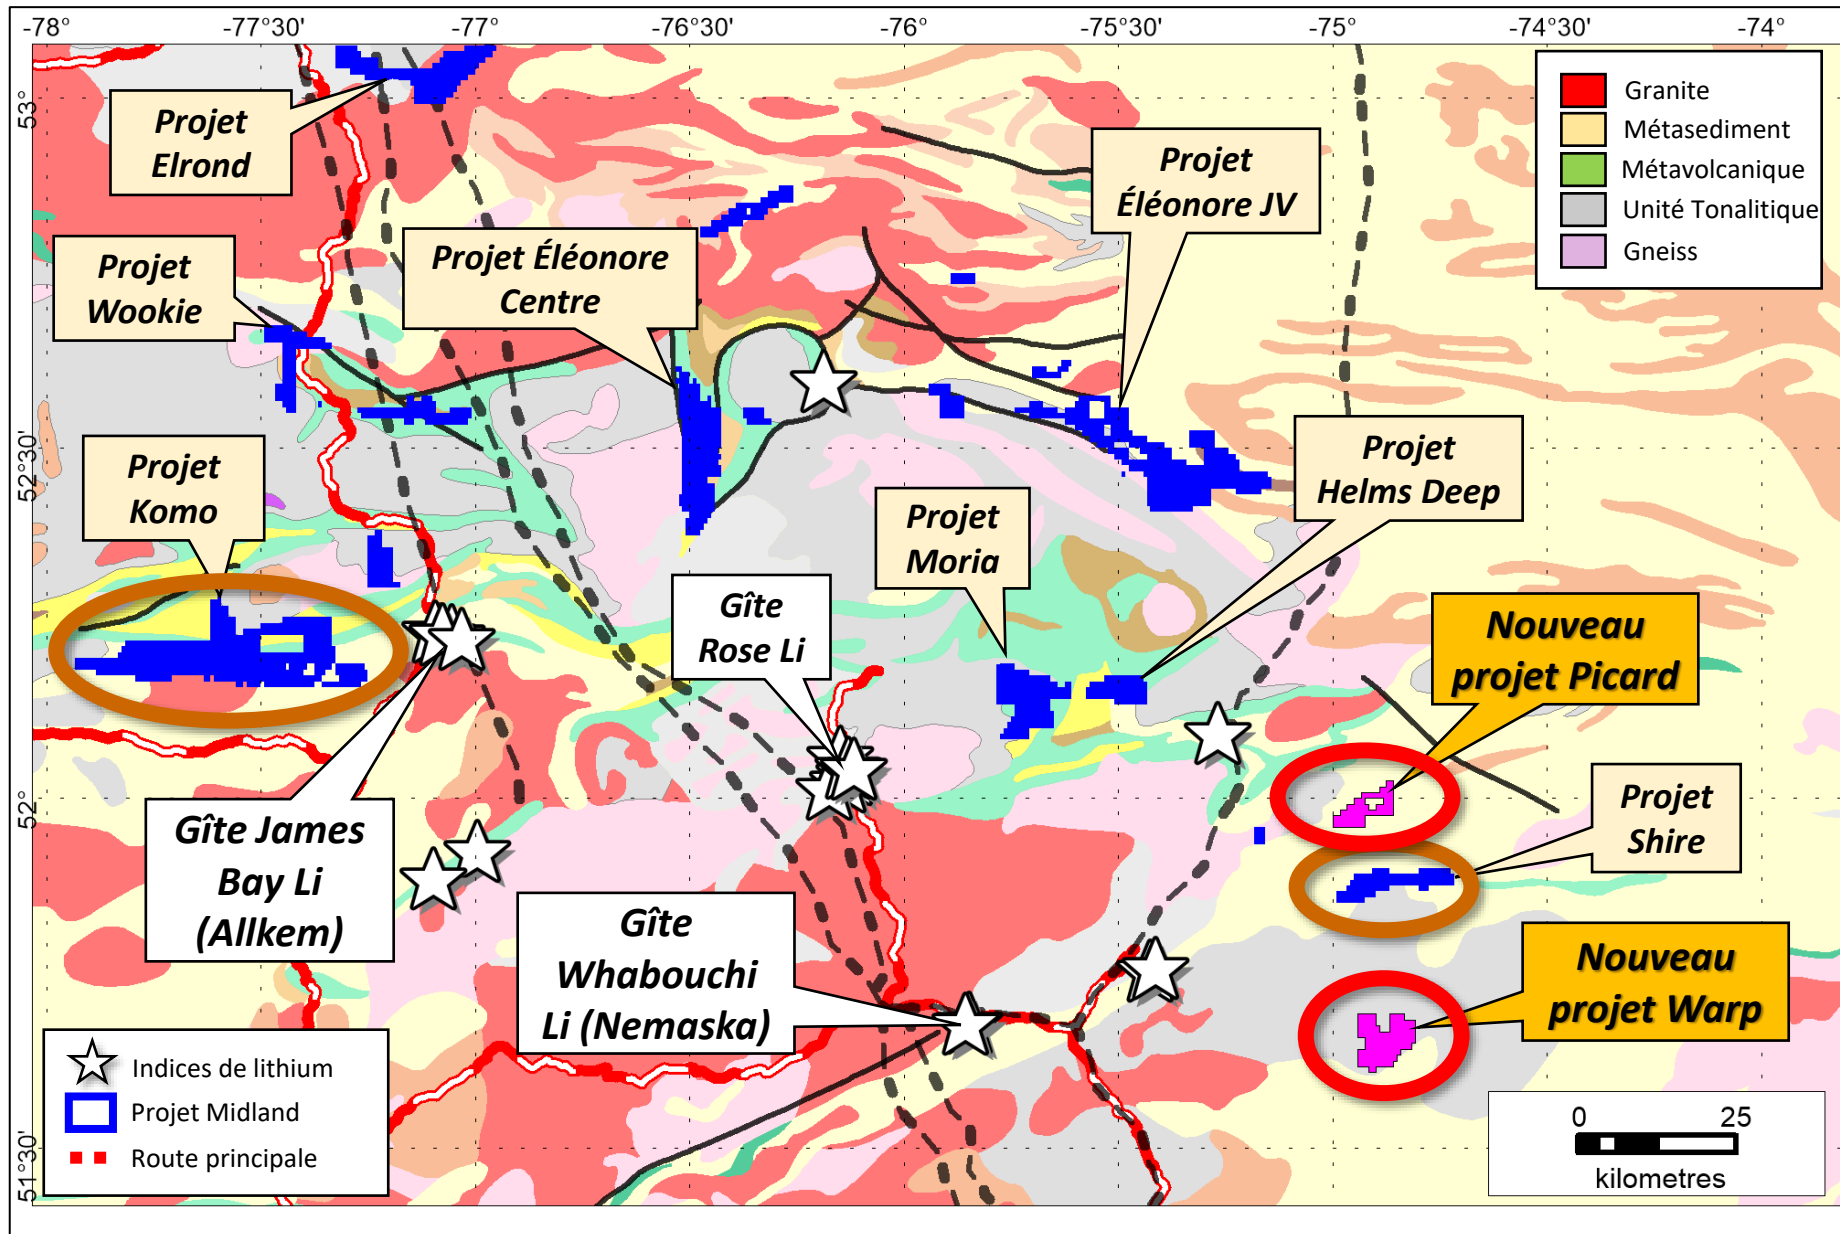 -78°
-77°30'
-77°
-76°30'
-76°
-75°30'
-75°
-74°30'
-74°
53°
52°30'
52°
51°30'
Granite
Métasediment
Métavolcanique
Unité Tonalitique
Gneiss
Projet
Elrond
Projet
Éléonore JV
Projet
Wookie
Projet Éléonore
Centre
Projet
Komo
Projet
Moria
Projet
Helms Deep
Gîte
Rose Li
Nouveau
projet Picard
Projet
Shire
Gîte James
Bay Li
(Allkem)
Gîte
Whabouchi
Li (Nemaska)
Nouveau
projet Warp
Indices de lithium
Projet Midland
Route principale
0 25
kilometres